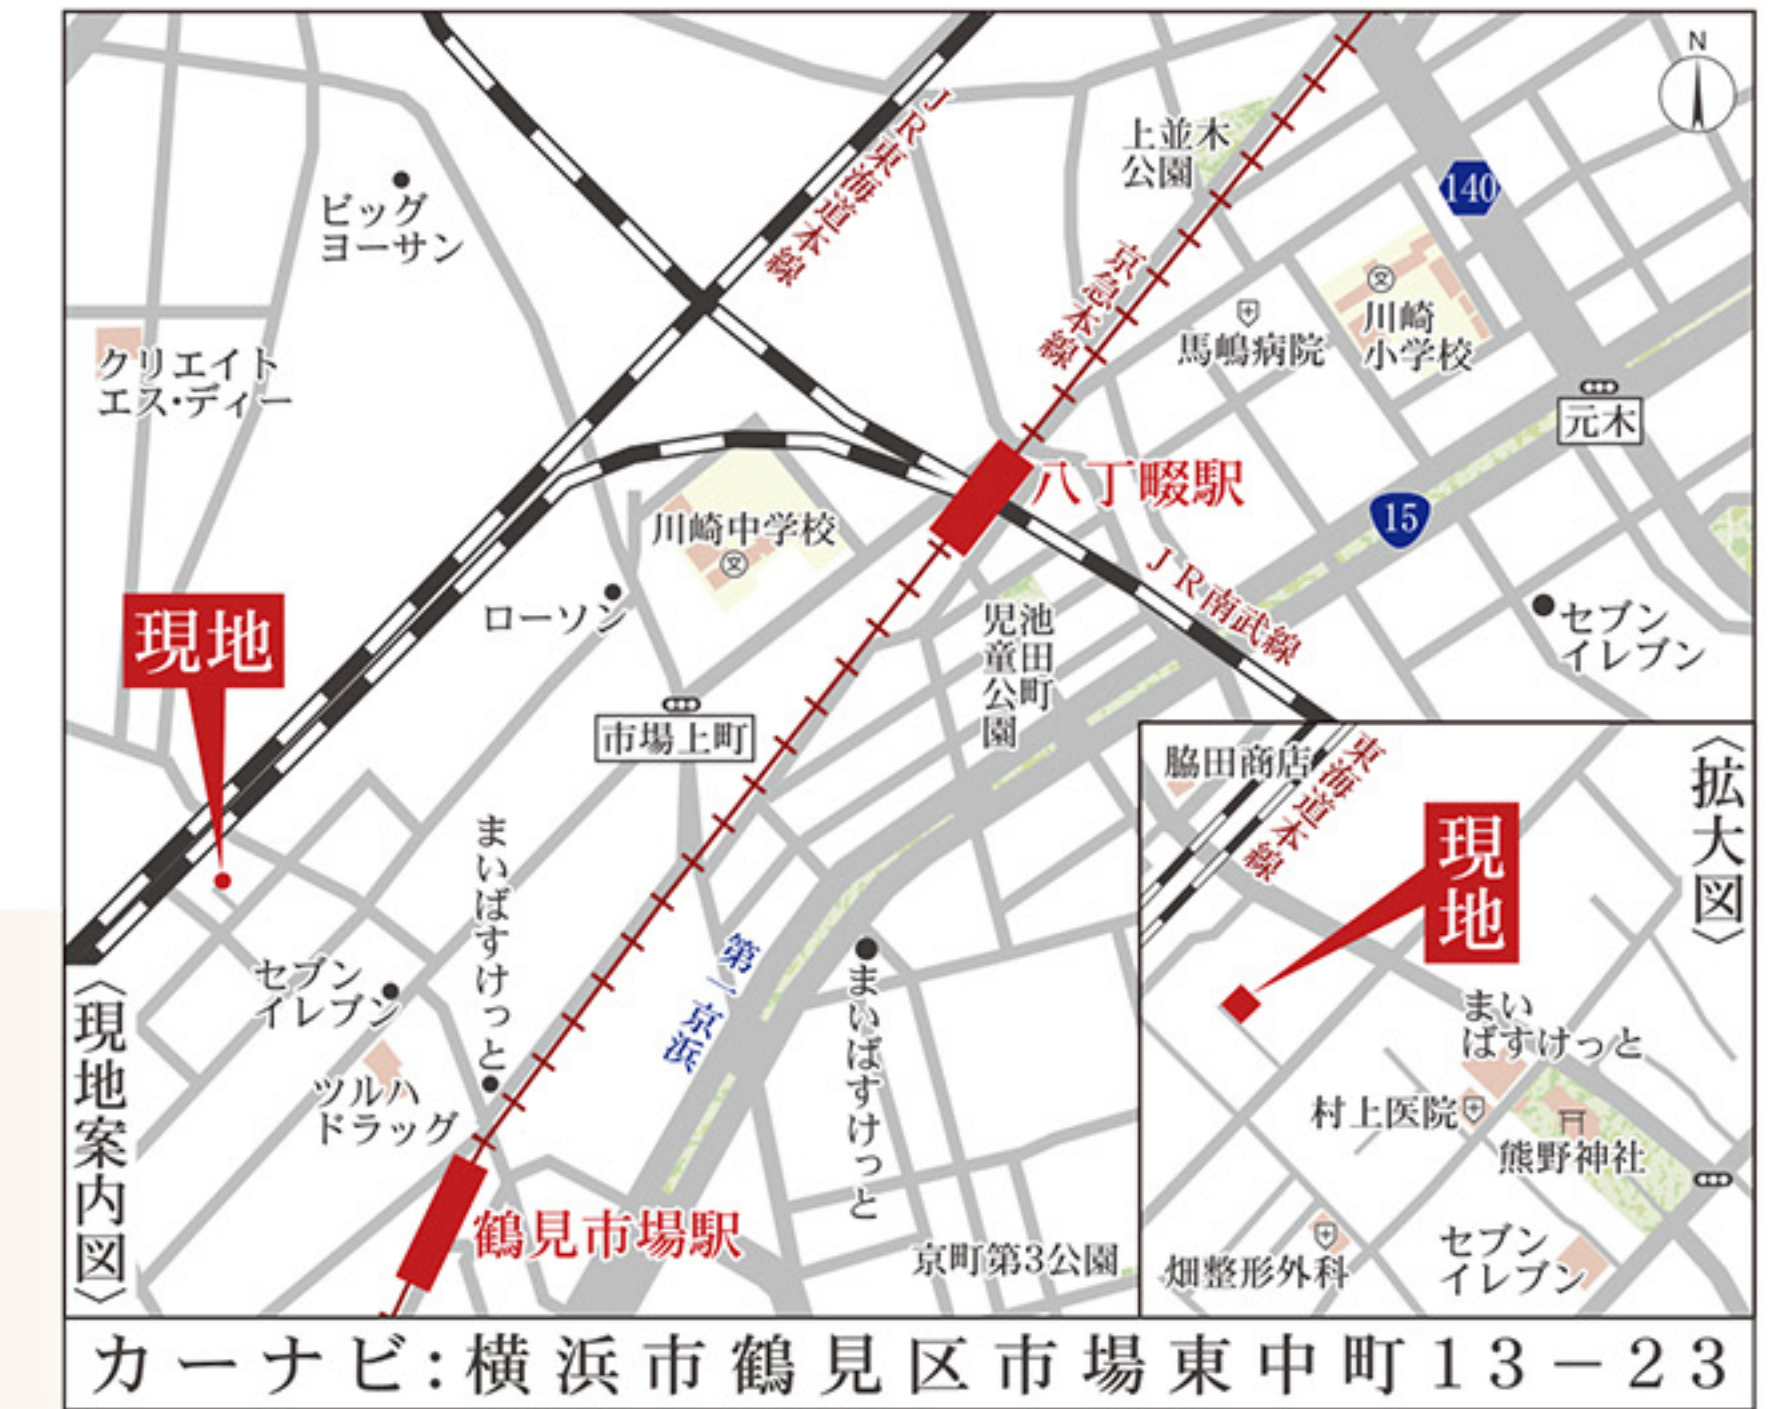 N
上並木
公園
140
ＪＲ東海道本線
ビッグ
ヨーサン
京急本線
川崎
小学校
馬嶋病院
クリエイト
エス・ディー
元木
八丁畷駅
15
川崎中学校
ＪＲ南武線
ローソン
現地
池田町
児童公園
セブン
イレブン
市場上町
まいばすけっと
第一京浜
まいばすけっと
セブン
イレブン
ツルハ
ドラッグ
鶴見市場駅
京町第3公園
〈現地案内図〉
〈拡大図〉
脇田商店
東海道本線
現地
まい
ばすけっと
村上医院
熊野神社
畑整形外科
セブン
イレブン
カーナビ:横浜市鶴見区市場東中町13－23